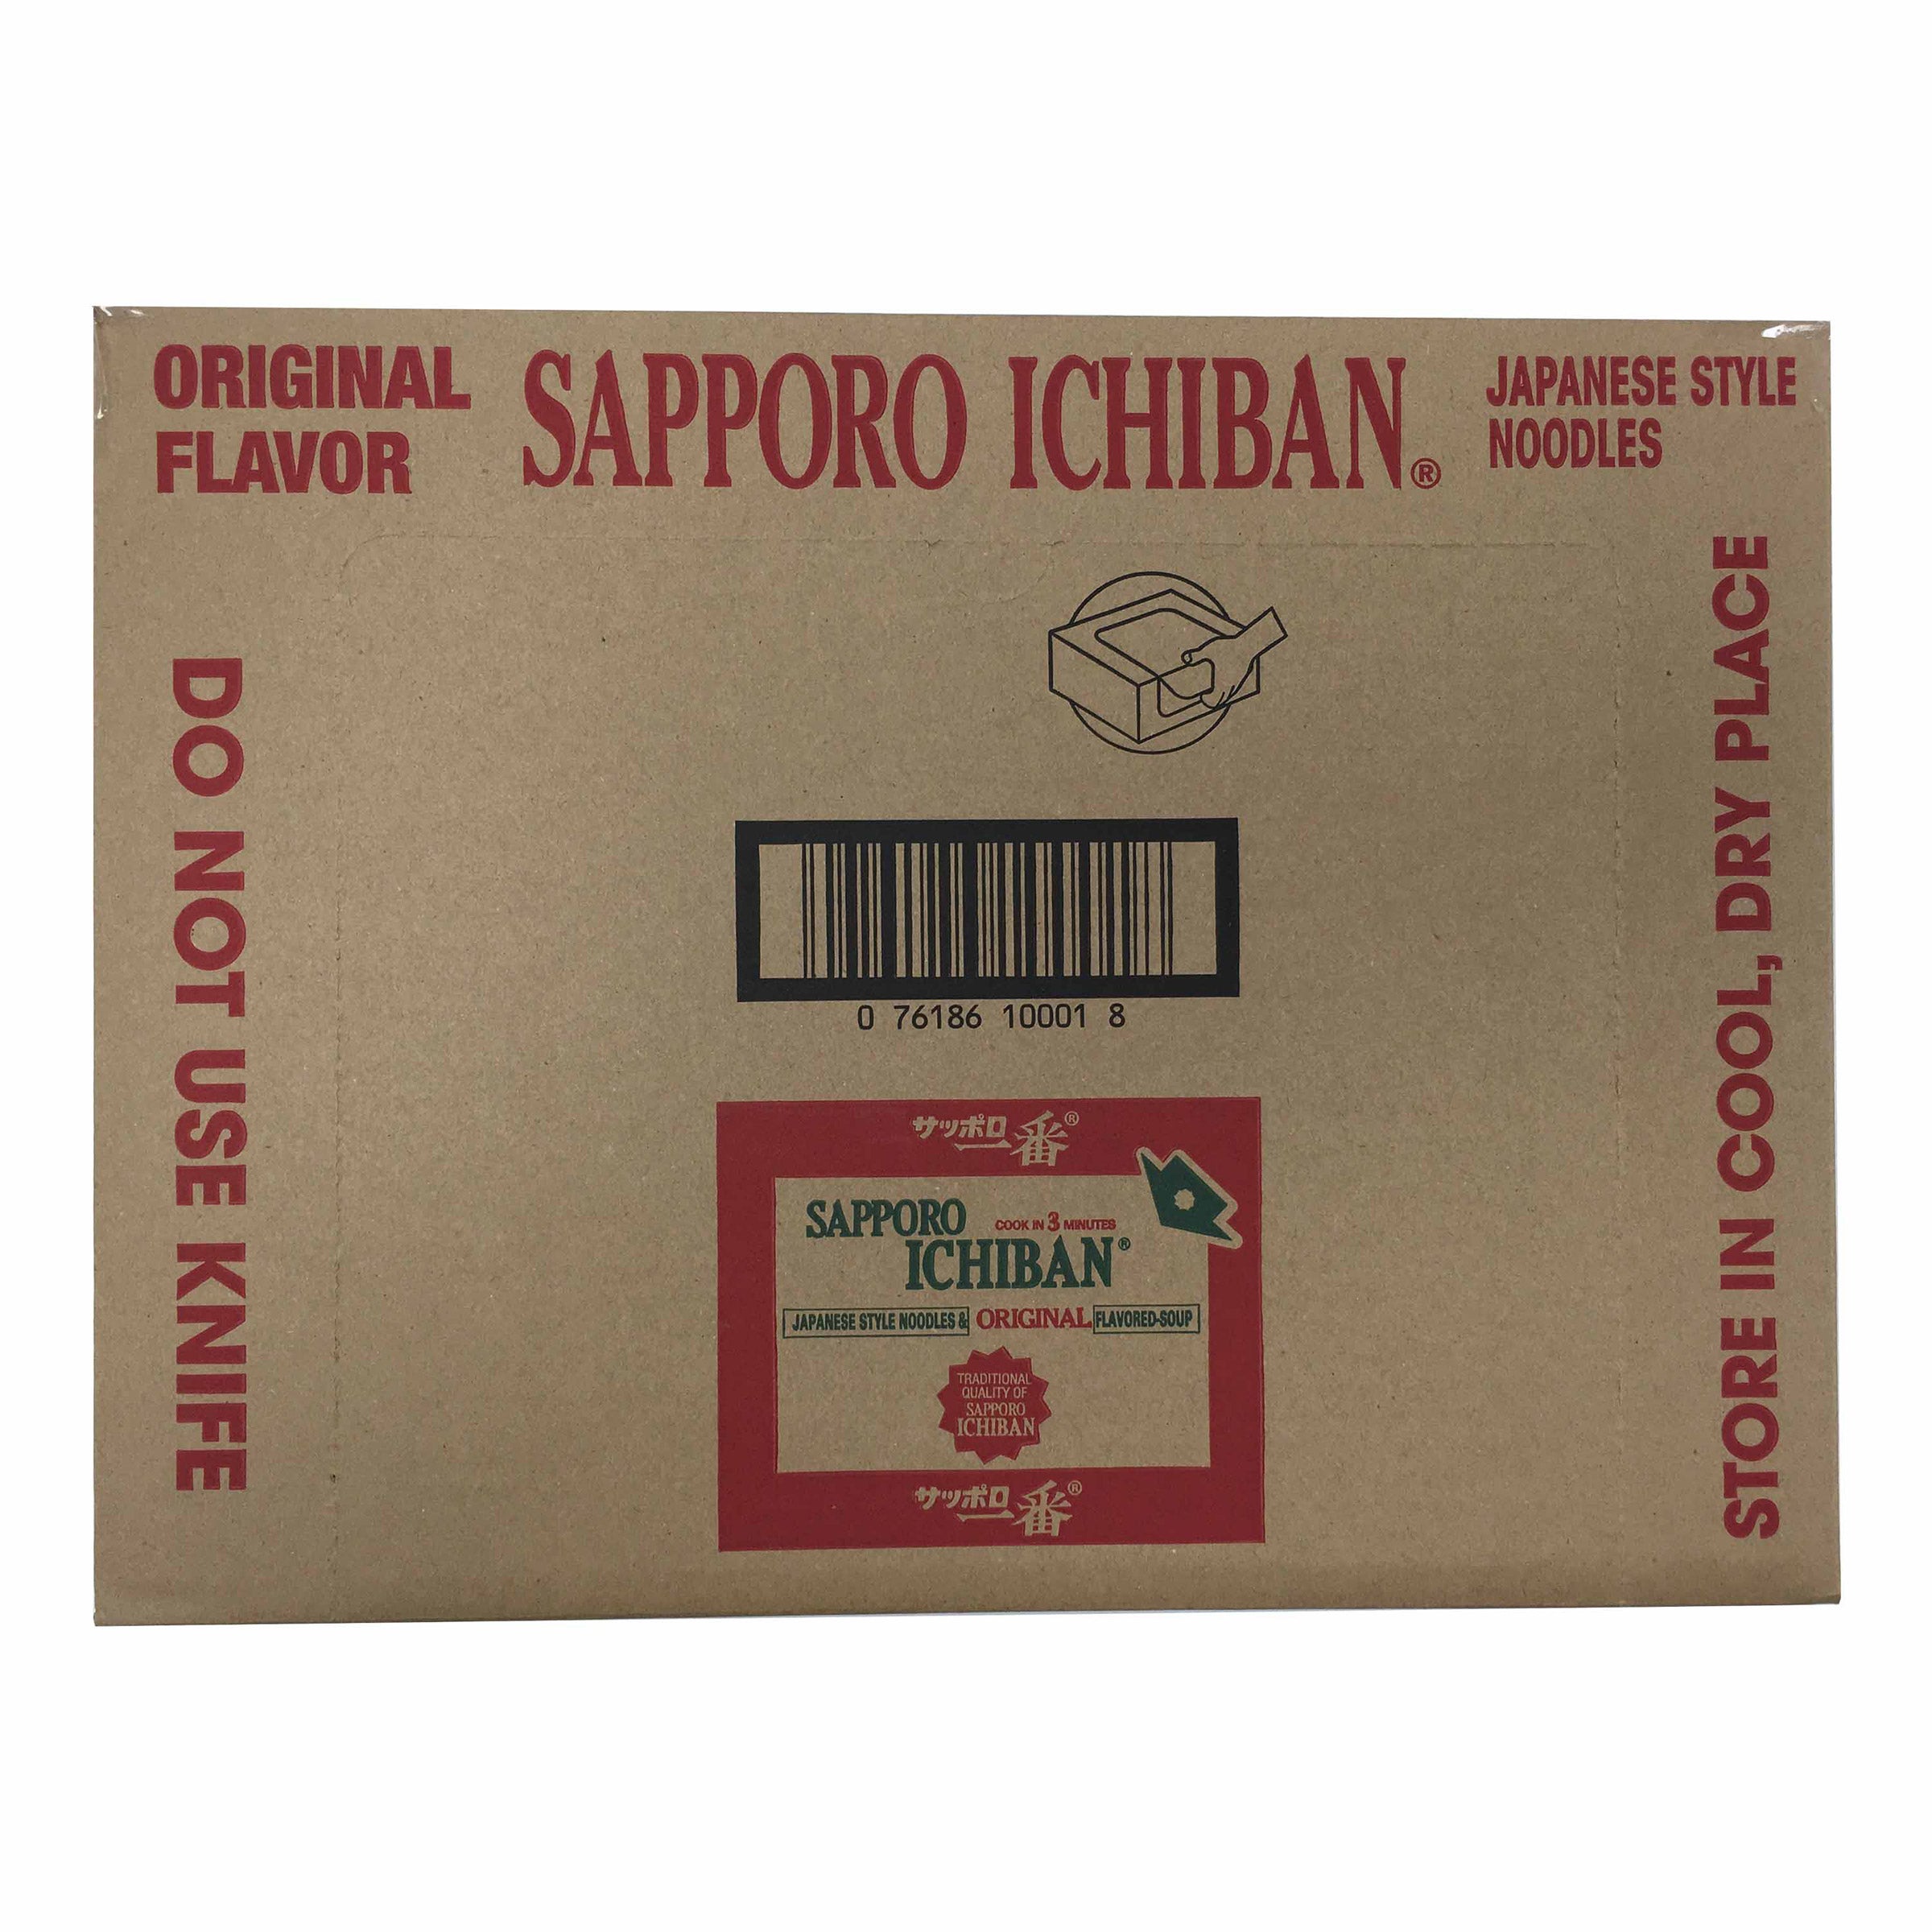 ORIGINAL
FLAVOR
SAPPORO ICHIBAN®
JAPANESE STYLE
NOODLES
DO NOT USE KNIFE
STORE IN COOL, DRY PLACE
0 76186 10001 8
サッポロ一番®
SAPPORO
COOK IN 3 MINUTES
ICHIBAN®
JAPANESE STYLE NOODLES & ORIGINAL FLAVORED-SOUP
TRADITIONAL
QUALITY OF
SAPPORO
ICHIBAN
サッポロ一番®